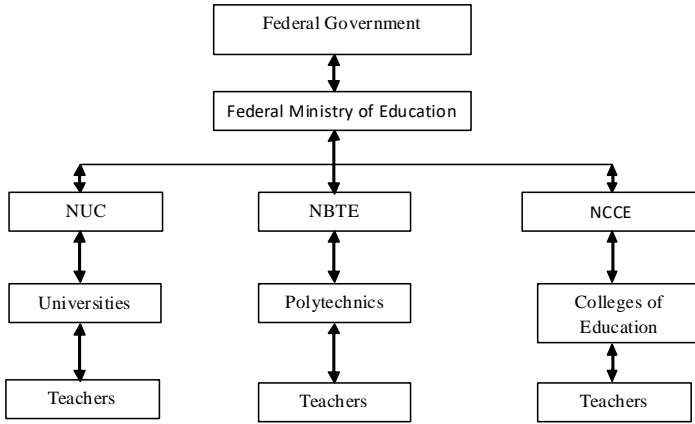 Federal Government
Federal Ministry of Education
NUC
NBTE
NCCE
Universities
Polytechnics
Colleges of
Education
Teachers
Teachers
Teachers